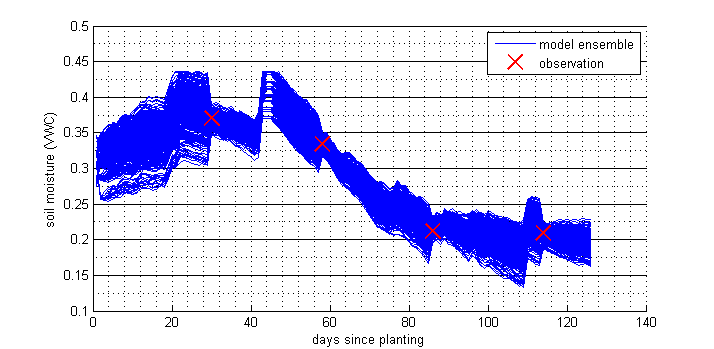 0.5
model ensemble
observation
0.45
0.4
0.35
0.3
0.25
0.2
0.15
0.1
soil moisture (VWC)
0 20 40 60 80 100 120 140
days since planting